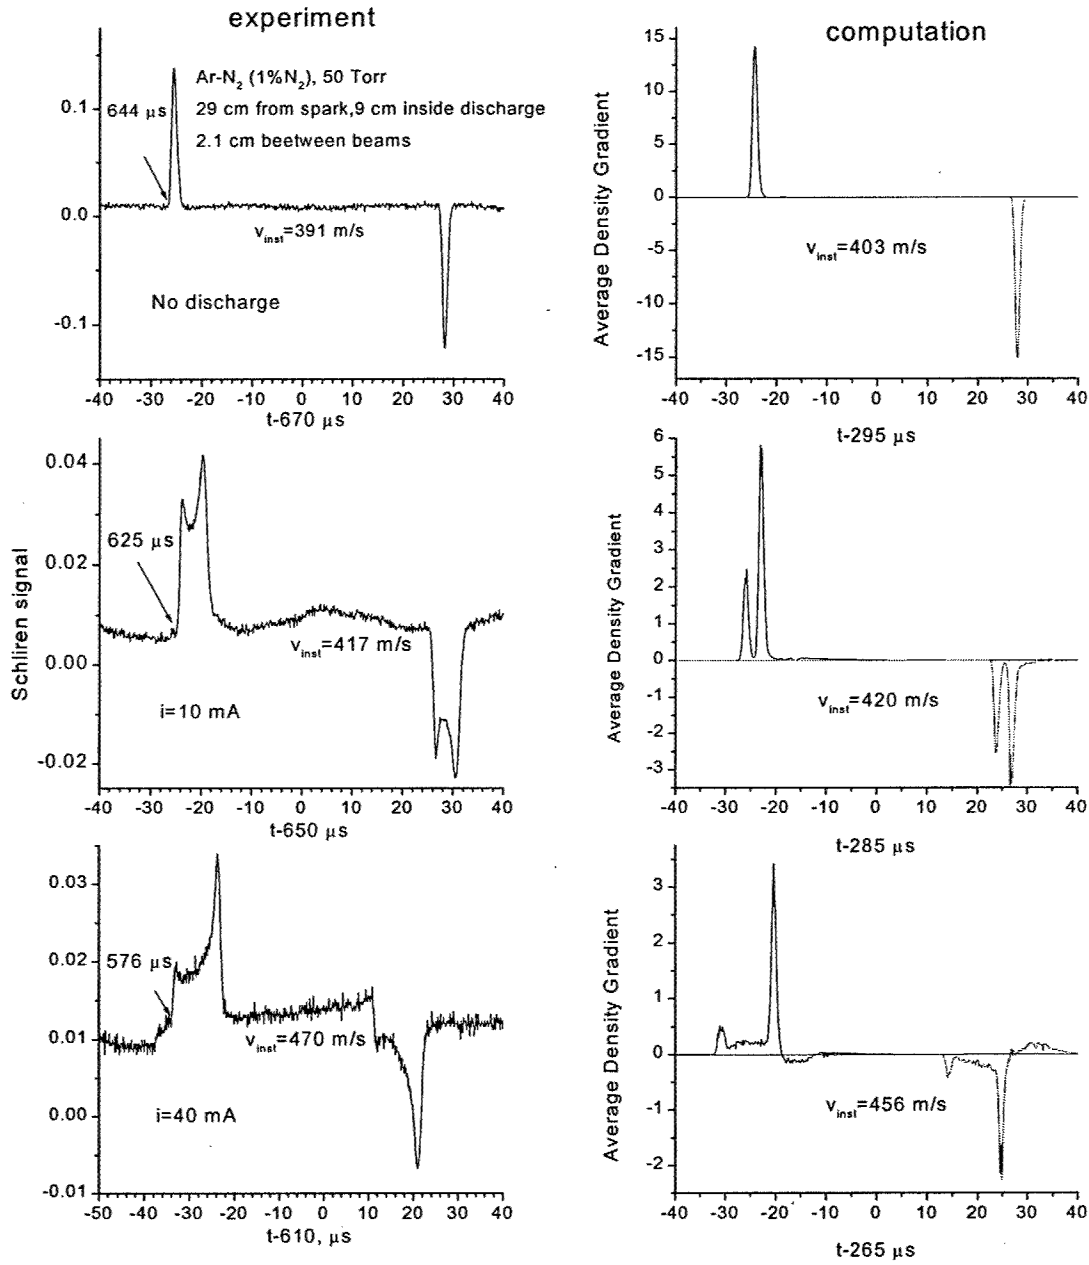 experiment
computation
Ar-N2 (1%N2), 50 Torr
29 cm from spark,9 cm inside discharge
2.1 cm beetween beams
644 μs
0.1
0.0
-0.1
vinst=391 m/s
No discharge
-40 -30 -20 -10 0 10 20 30 40
t-670 μs
Average Density Gradient
15
10
5
0
-5
-10
-15
vinst=403 m/s
-40 -30 -20 -10 0 10 20 30 40
t-295 μs
Schliren signal
0.04
0.02
0.00
-0.02
625 μs
vinst=417 m/s
i=10 mA
-40 -30 -20 -10 0 10 20 30 40
t-650 μs
Average Density Gradient
6
5
4
3
2
1
0
-1
-2
-3
vinst=420 m/s
-40 -30 -20 -10 0 10 20 30 40
t-285 μs
0.03
0.02
0.01
0.00
-0.01
576 μs
vinst=470 m/s
i=40 mA
-50 -40 -30 -20 -10 0 10 20 30 40
t-610, μs
Average Density Gradient
3
2
1
0
-1
-2
vinst=456 m/s
-40 -30 -20 -10 0 10 20 30 40
t-265 μs